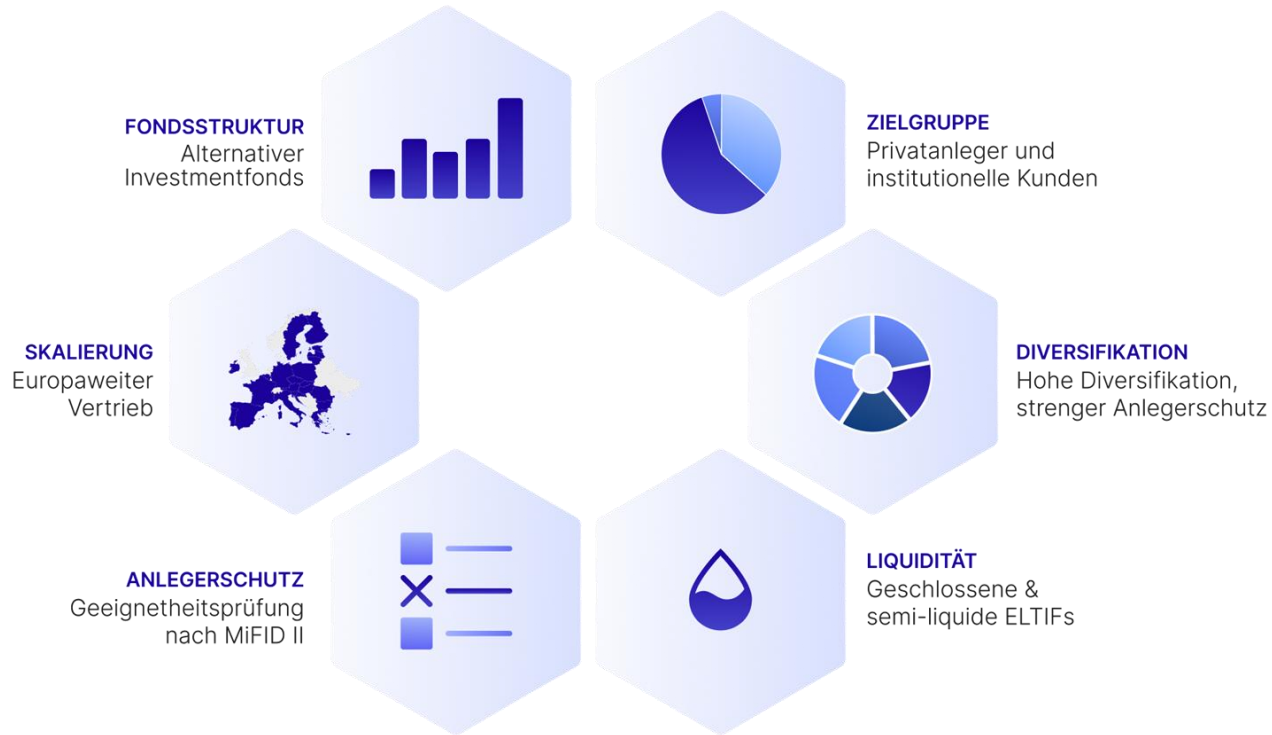 FONDSSTRUKTUR
Alternativer
Investmentfonds
ZIELGRUPPE
Privatanleger und
institutionelle Kunden
SKALIERUNG
Europaweiter
Vertrieb
DIVERSIFIKATION
Hohe Diversifikation,
strenger Anlegerschutz
ANLEGERSCHUTZ
Geeignetheitsprüfung
nach MiFID II
LIQUIDITÄT
Geschlossene &
semi-liquide ELTIFs